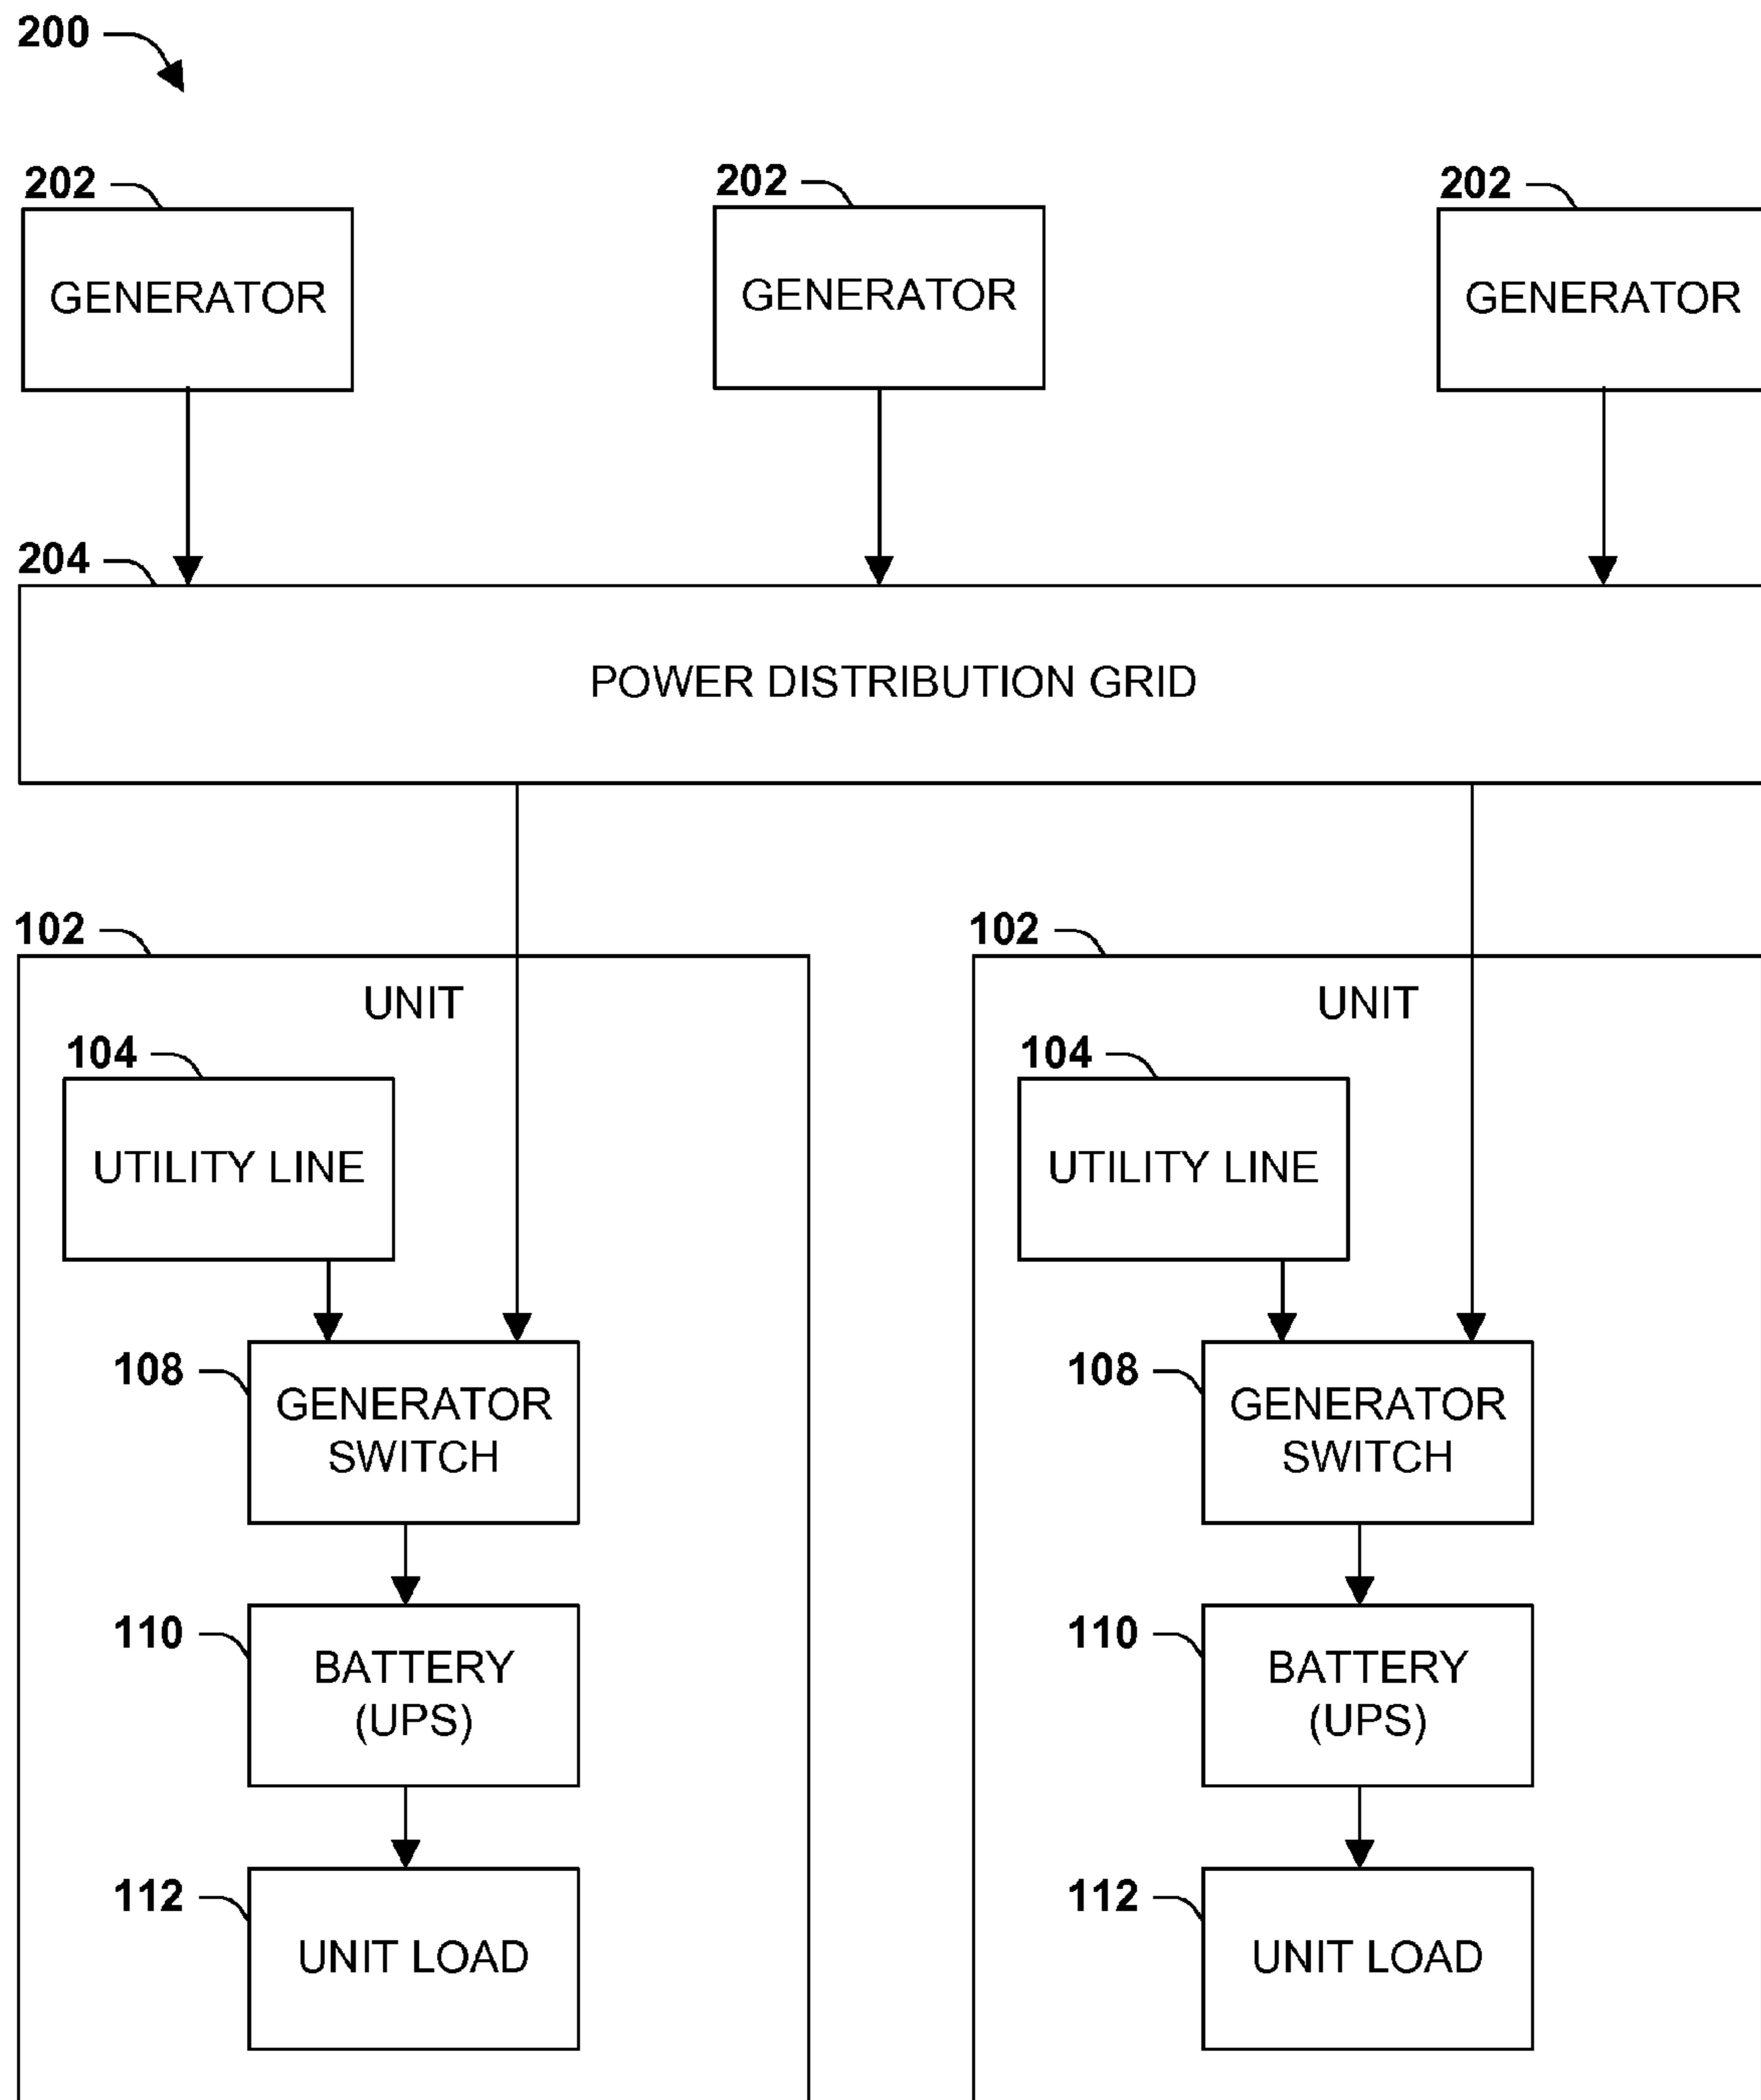 200
202 202 202
GENERATOR GENERATOR GENERATOR
204
POWER DISTRIBUTION GRID
102 102
UNIT UNIT
104 104
UTILITY LINE UTILITY LINE
108 108
GENERATOR GENERATOR
SWITCH SWITCH
110 110
BATTERY BATTERY
(UPS) (UPS)
112 112
UNIT LOAD UNIT LOAD